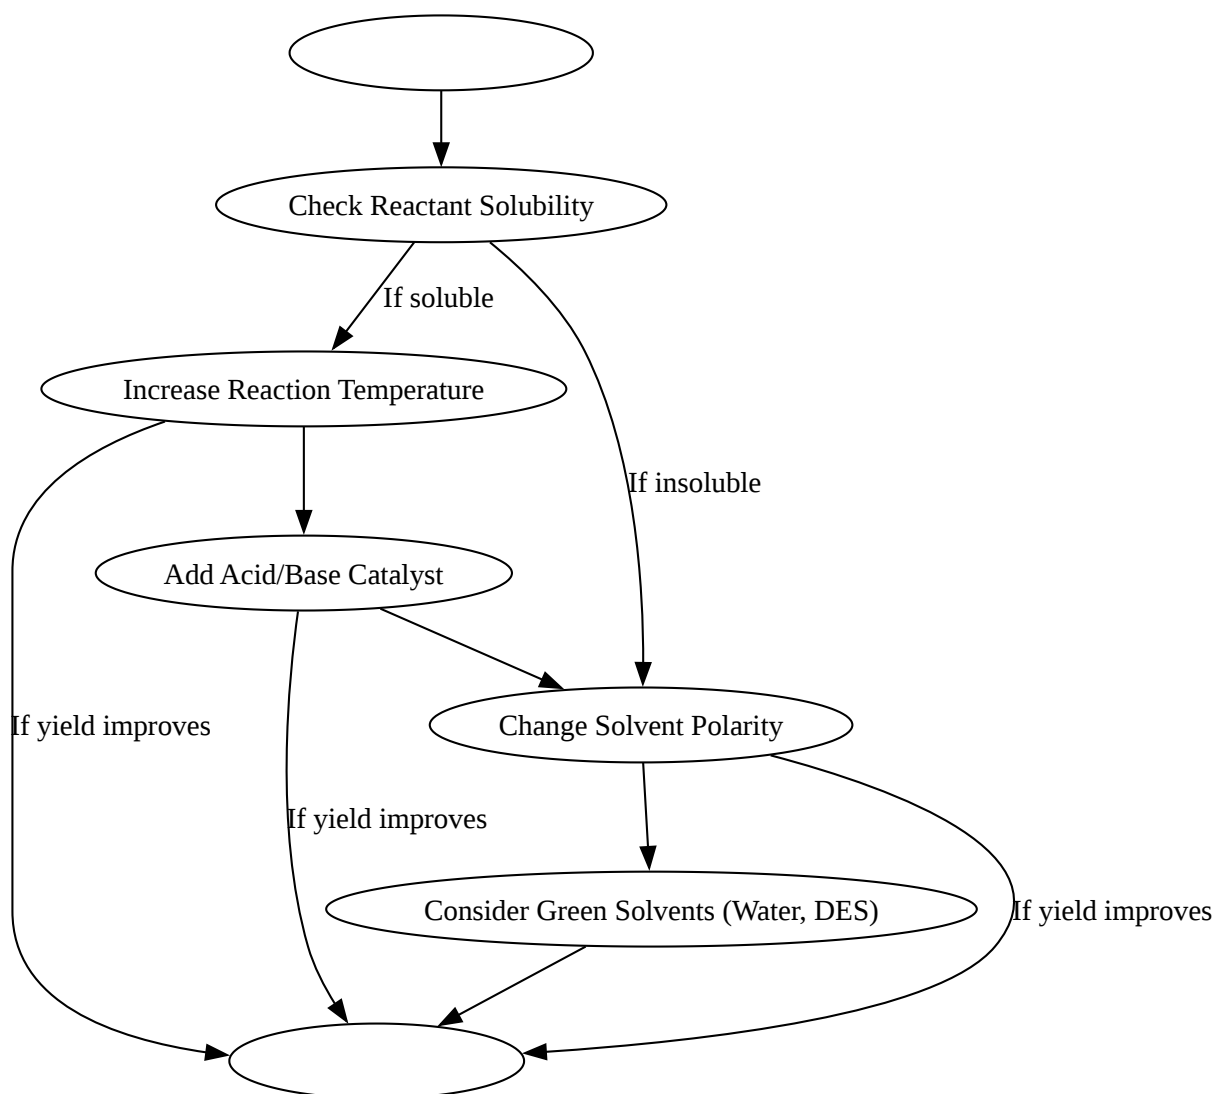 Check Reactant Solubility
If soluble
Increase Reaction Temperature
If insoluble
Add Acid/Base Catalyst
If yield improves
Change Solvent Polarity
If yield improves
Consider Green Solvents (Water, DES)
If yield improves